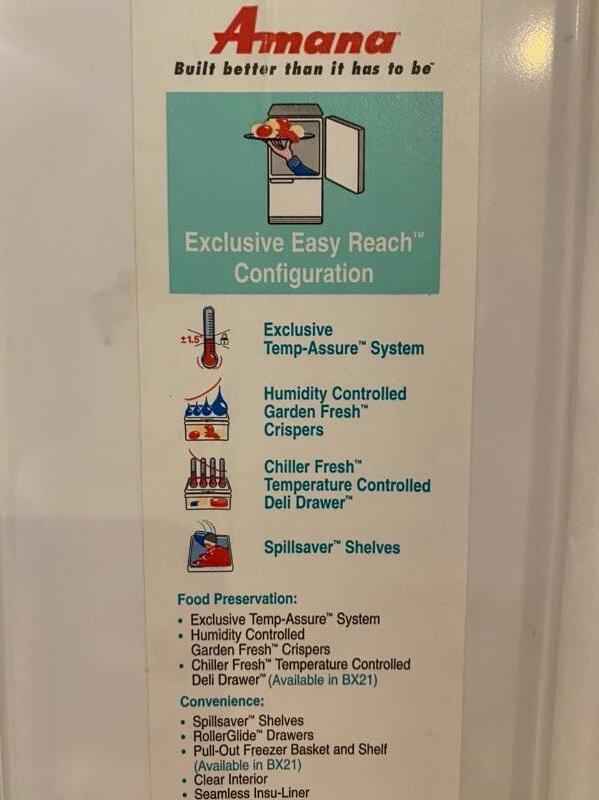 Amana
Built better than it has to be™
Exclusive Easy Reach™
Configuration
±1.5°
Exclusive
Temp-Assure™ System
Humidity Controlled
Garden Fresh™
Crispers
Chiller Fresh™
Temperature Controlled
Deli Drawer™
Spillsaver™ Shelves
Food Preservation:
• Exclusive Temp-Assure™ System
• Humidity Controlled
Garden Fresh™ Crispers
• Chiller Fresh™ Temperature Controlled
Deli Drawer™ (Available in BX21)
Convenience:
• Spillsaver™ Shelves
• RollerGlide™ Drawers
• Pull-Out Freezer Basket and Shelf
(Available in BX21)
• Clear Interior
• Seamless Insu-Liner